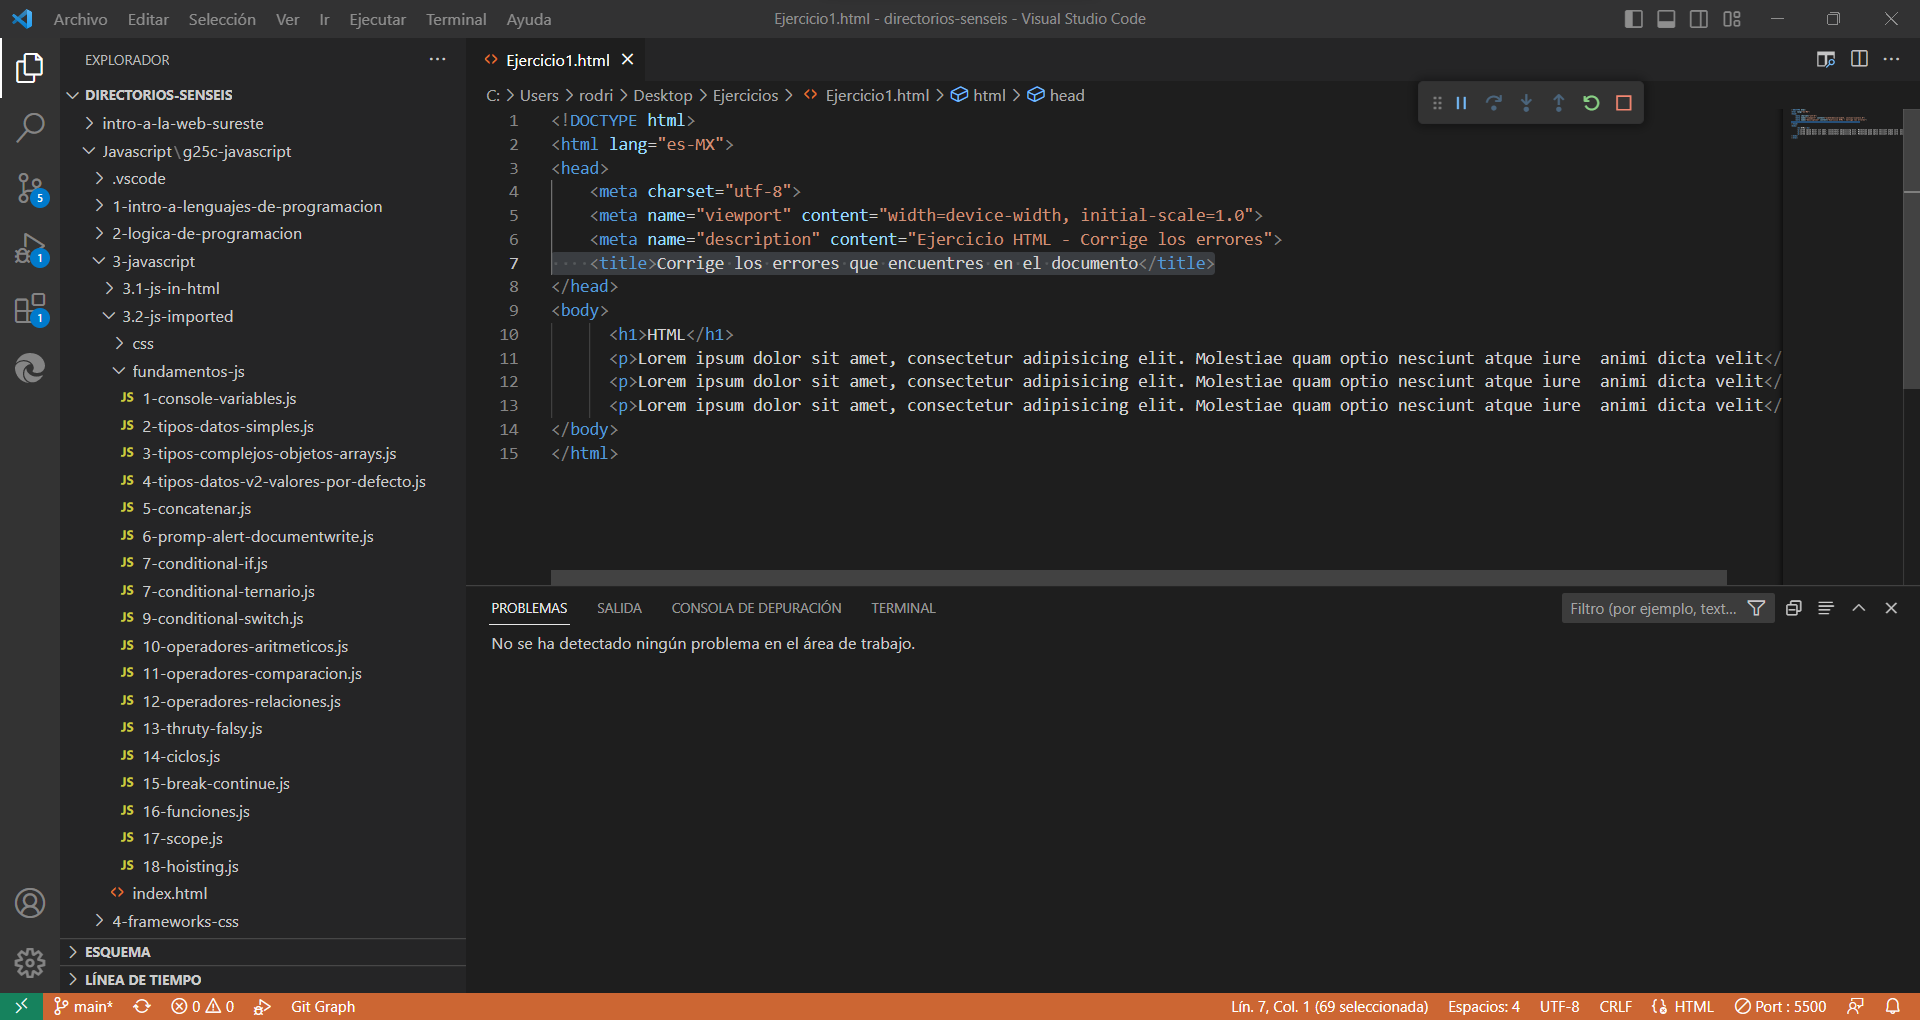 Archivo Editar Selección Ver Ir Ejecutar Terminal Ayuda
Ejercicio1.html - directorios-senseis - Visual Studio Code
EXPLORADOR
DIRECTORIOS-SENSEIS
intro-a-la-web-sureste
Javascript\g25c-javascript
.vscode
1-intro-a-lenguajes-de-programacion
2-logica-de-programacion
3-javascript
3.1-js-in-html
3.2-js-imported
css
fundamentos-js
JS 1-console-variables.js
JS 2-tipos-datos-simples.js
JS 3-tipos-complejos-objetos-arrays.js
JS 4-tipos-datos-v2-valores-por-defecto.js
JS 5-concatenar.js
JS 6-promp-alert-documentwrite.js
JS 7-conditional-if.js
JS 7-conditional-ternario.js
JS 9-conditional-switch.js
JS 10-operadores-aritmeticos.js
JS 11-operadores-comparacion.js
JS 12-operadores-relaciones.js
JS 13-thruty-falsy.js
JS 14-ciclos.js
JS 15-break-continue.js
JS 16-funciones.js
JS 17-scope.js
JS 18-hoisting.js
index.html
4-frameworks-css
ESQUEMA
LÍNEA DE TIEMPO
5
1
1
Ejercicio1.html
C: > Users > rodri > Desktop > Ejercicios > Ejercicio1.html > html > head
1 <!DOCTYPE html>
2 <html lang="es-MX">
3 <head>
4 <meta charset="utf-8">
5 <meta name="viewport" content="width=device-width, initial-scale=1.0">
6 <meta name="description" content="Ejercicio HTML - Corrige los errores">
7 <title>Corrige los errores que encuentres en el documento</title>
8 </head>
9 <body>
10 <h1>HTML</h1>
11 <p>Lorem ipsum dolor sit amet, consectetur adipisicing elit. Molestiae quam optio nesciunt atque iure  animi dicta velit</
12 <p>Lorem ipsum dolor sit amet, consectetur adipisicing elit. Molestiae quam optio nesciunt atque iure  animi dicta velit</
13 <p>Lorem ipsum dolor sit amet, consectetur adipisicing elit. Molestiae quam optio nesciunt atque iure  animi dicta velit</
14 </body>
15 </html>
PROBLEMAS SALIDA CONSOLA DE DEPURACIÓN TERMINAL
Filtro (por ejemplo, text...
No se ha detectado ningún problema en el área de trabajo.
main* 0 0 Git Graph
Lín. 7, Col. 1 (69 seleccionada) Espacios: 4 UTF-8 CRLF HTML Port : 5500